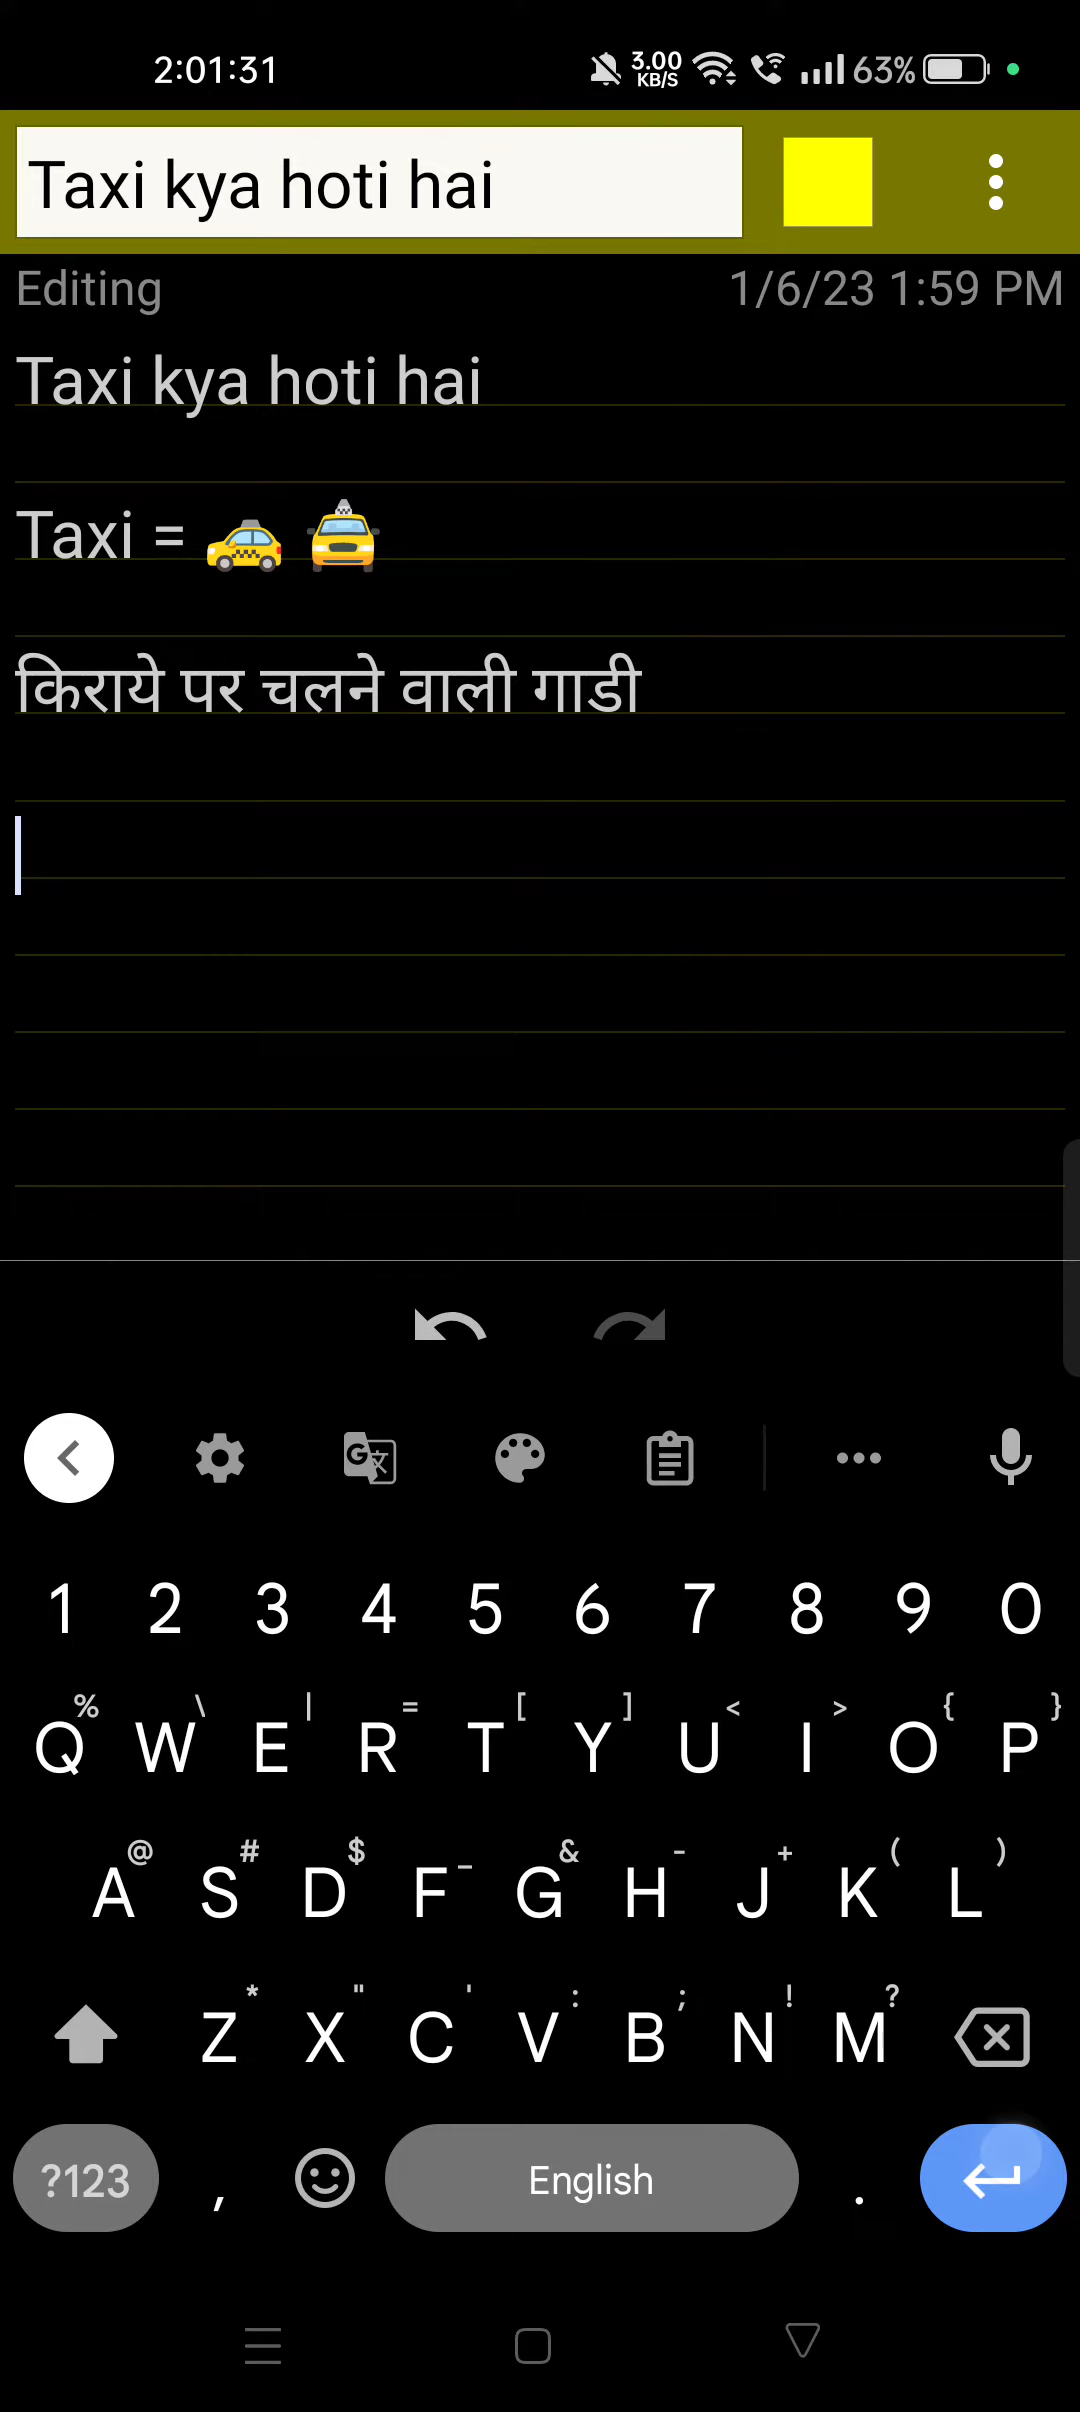 2:01:31 3.00 KB/S 63%
Taxi kya hoti hai
Editing 1/6/23 1:59 PM
Taxi kya hoti hai
Taxi = 🚕 🚖
किराये पर चलने वाली गाडी
1 2 3 4 5 6 7 8 9 0
% \ | = [ ] < > { }
Q W E R T Y U I O P
@ # $ _ & - + ( )
A S D F G H J K L
* " ' : ; ! ?
Z X C V B N M
?123 , English .